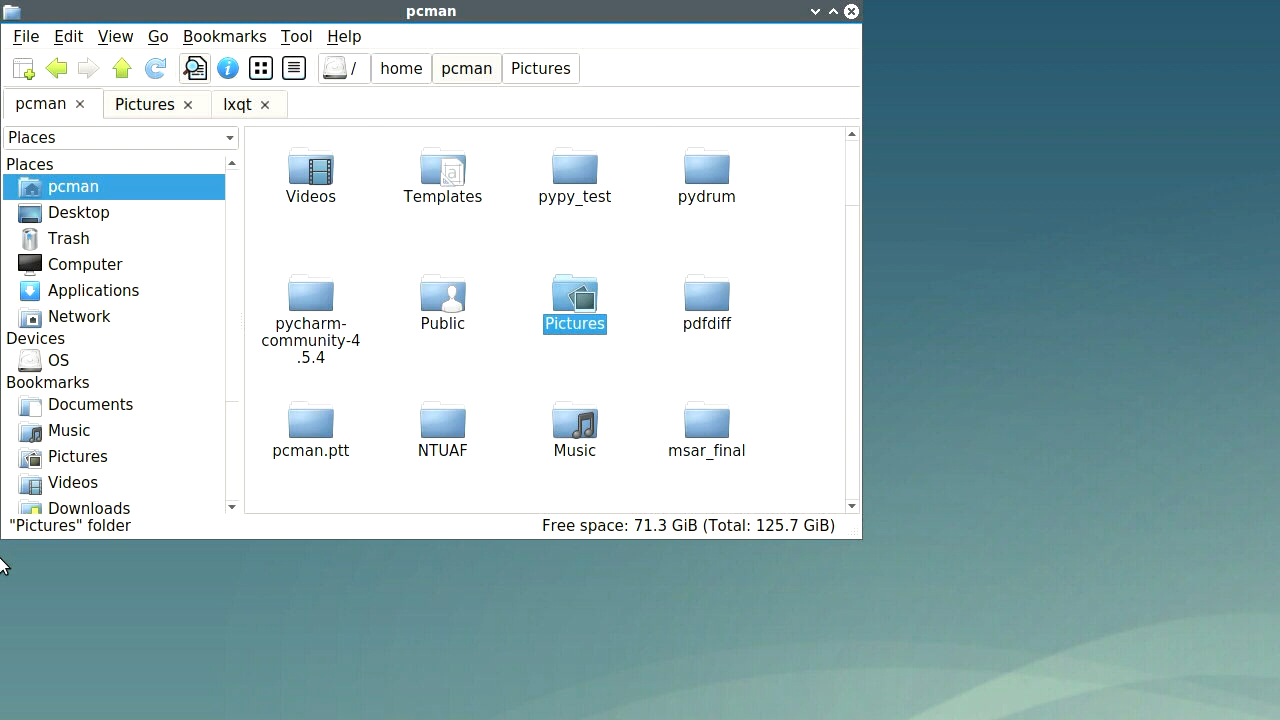 pcman
File Edit View Go Bookmarks Tool Help
/ home pcman Pictures
pcman Pictures lxqt
Places
Places
pcman
Desktop
Trash
Computer
Applications
Network
Devices
OS
Bookmarks
Documents
Music
Pictures
Videos
Downloads
Videos Templates pypy_test pydrum
pycharm-
community-4
.5.4
Public Pictures pdfdiff
pcman.ptt NTUAF Music msar_final
"Pictures" folder Free space: 71.3 GiB (Total: 125.7 GiB)